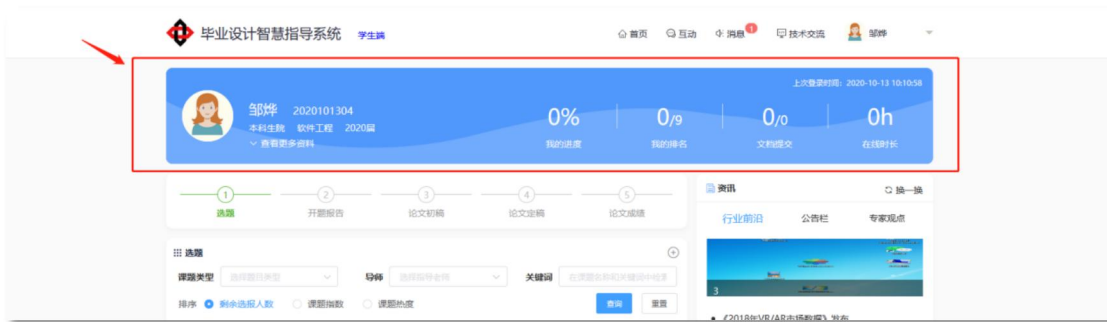 毕业设计智慧指导系统 学生端 首页 互动 消息 1 技术交流 邹烨
上次登录时间：2020-10-13 10:10:58
邹烨 2020101304
本科生院 软件工程 2020届
查看更多资料
0% 0/9 0/0 0h
我的进度 我的排名 文档提交 在线时长
1 2 3 4 5
选题 开题报告 论文初稿 论文定稿 论文成绩
资讯 换一换
行业前沿 公告栏 专家观点
选题
课题类型 选择题目类型 导师 选择指导老师 关键词 在课题名称和关键词中检索
排序 剩余选报人数 课题指数 课题热度 查询 重置
3
《2018年VR/AR市场数据》发布